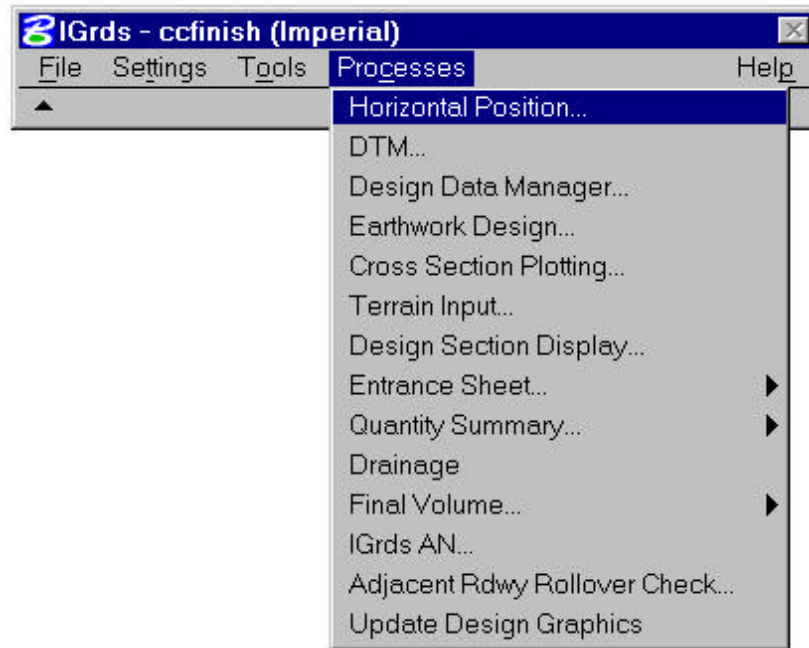 IGrds - ccfinish (Imperial)
File Settings Tools Processes Help
Horizontal Position...
DTM...
Design Data Manager...
Earthwork Design...
Cross Section Plotting...
Terrain Input...
Design Section Display...
Entrance Sheet...
Quantity Summary...
Drainage
Final Volume...
IGrds AN...
Adjacent Rdwy Rollover Check...
Update Design Graphics